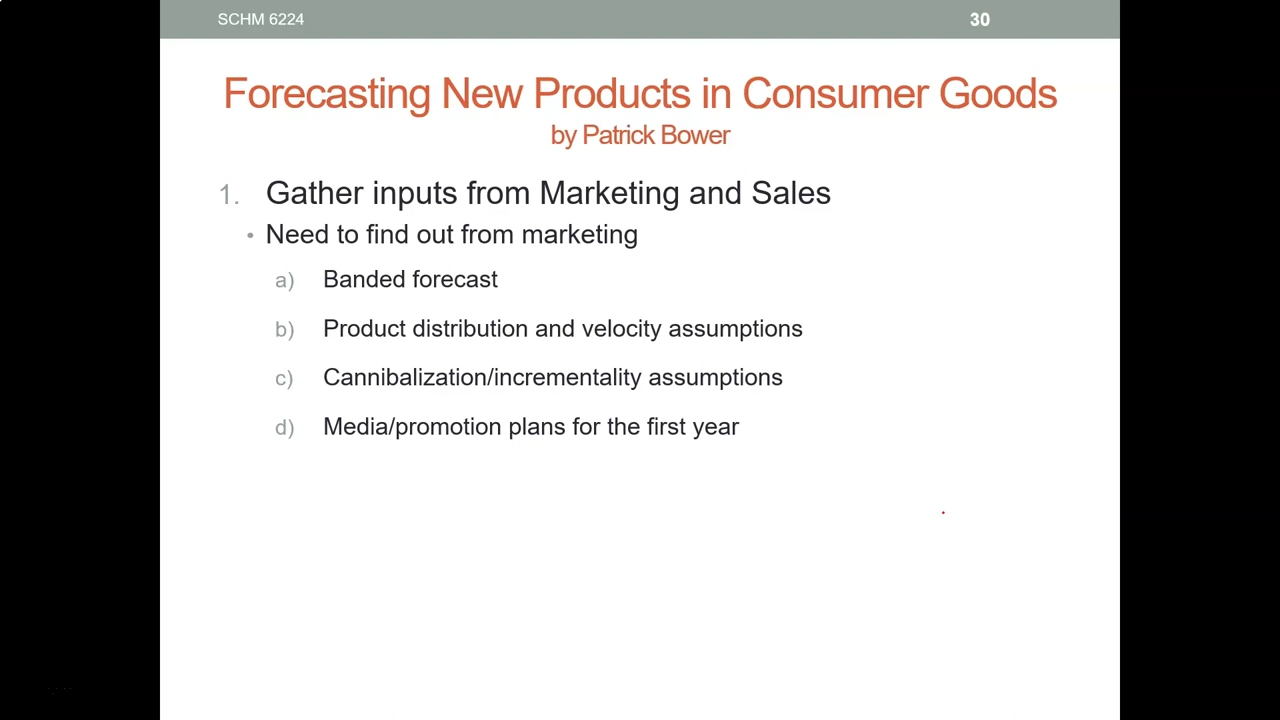 SCHM 6224
30
Forecasting New Products in Consumer Goods
by Patrick Bower
1. Gather inputs from Marketing and Sales
• Need to find out from marketing
a) Banded forecast
b) Product distribution and velocity assumptions
c) Cannibalization/incrementality assumptions
d) Media/promotion plans for the first year